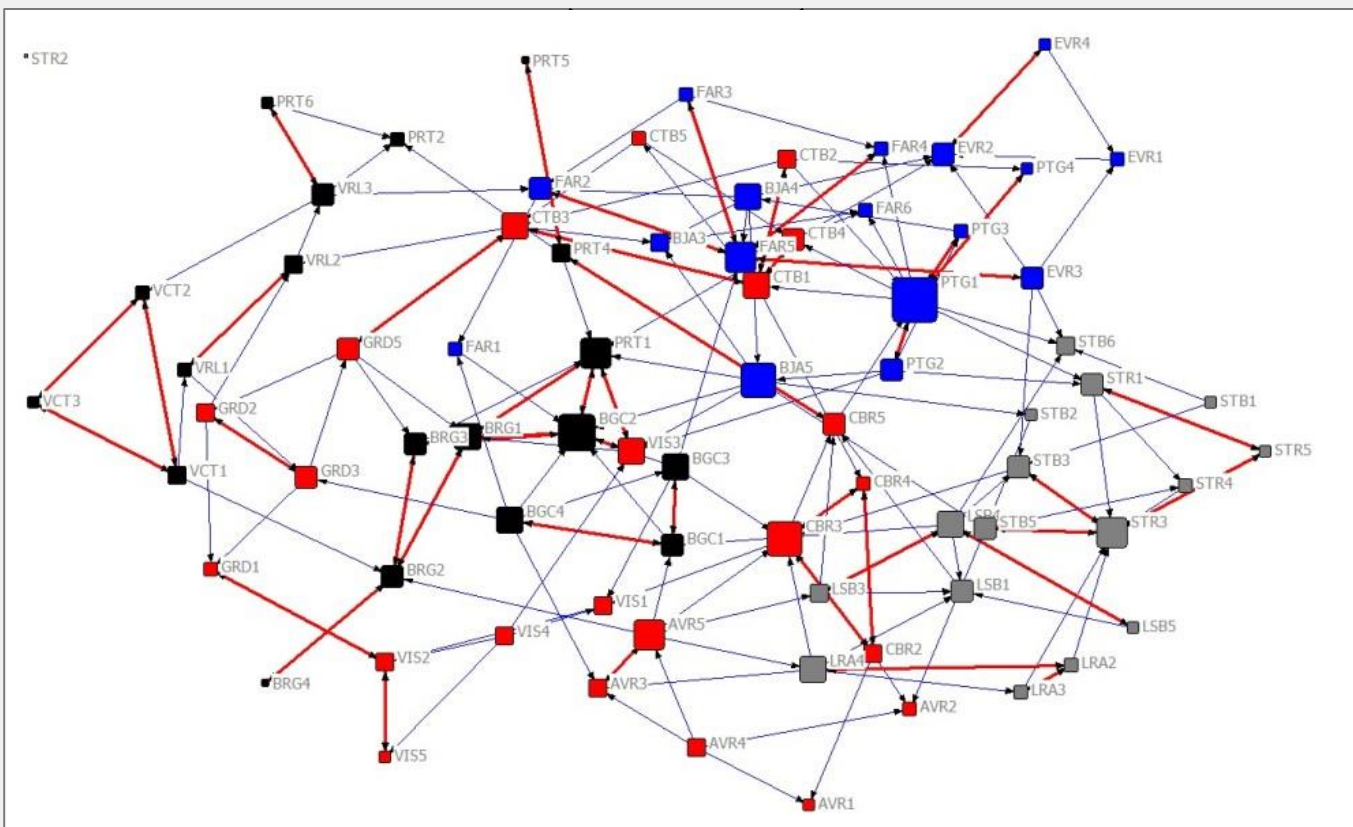 EVR4
STR2
PRT5
FAR3
PRT6
PRT2
CTB5
CTB2
FAR4
EVR2
EVR1
PTG4
FAR2
VRL3
BJA4
FAR6
CTB3
PTG3
CTB4
BJA3
PRT4
FAR5
VRL2
CTB1
PTG1
EVR3
VCT2
STB6
GRD5
FAR1
PRT1
VRL1
BJA5
PTG2
STR1
VCT3
GRD2
STB1
STB2
BGC2
CBR5
BRG3
BRG1
VIS3
STR5
VCT1
GRD3
BGC3
STB3
CBR4
STR4
BGC4
LSB4
STB5
STR3
CBR3
BGC1
GRD1
BRG2
LSB3
LSB1
VIS1
VIS4
AVR5
LSB5
CBR2
VIS2
LRA4
LRA2
BRG4
AVR3
LRA3
AVR2
AVR4
VIS5
AVR1